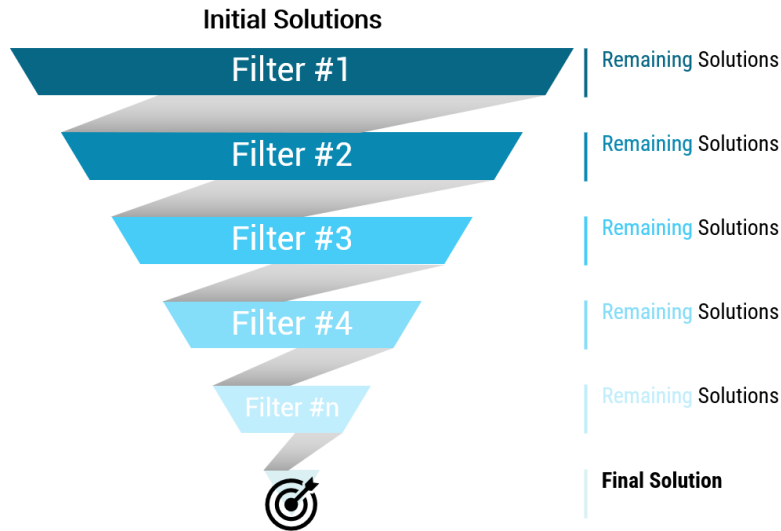 Initial Solutions
Filter #1
Remaining Solutions
Filter #2
Remaining Solutions
Filter #3
Remaining Solutions
Filter #4
Remaining Solutions
Filter #n
Remaining Solutions
Final Solution